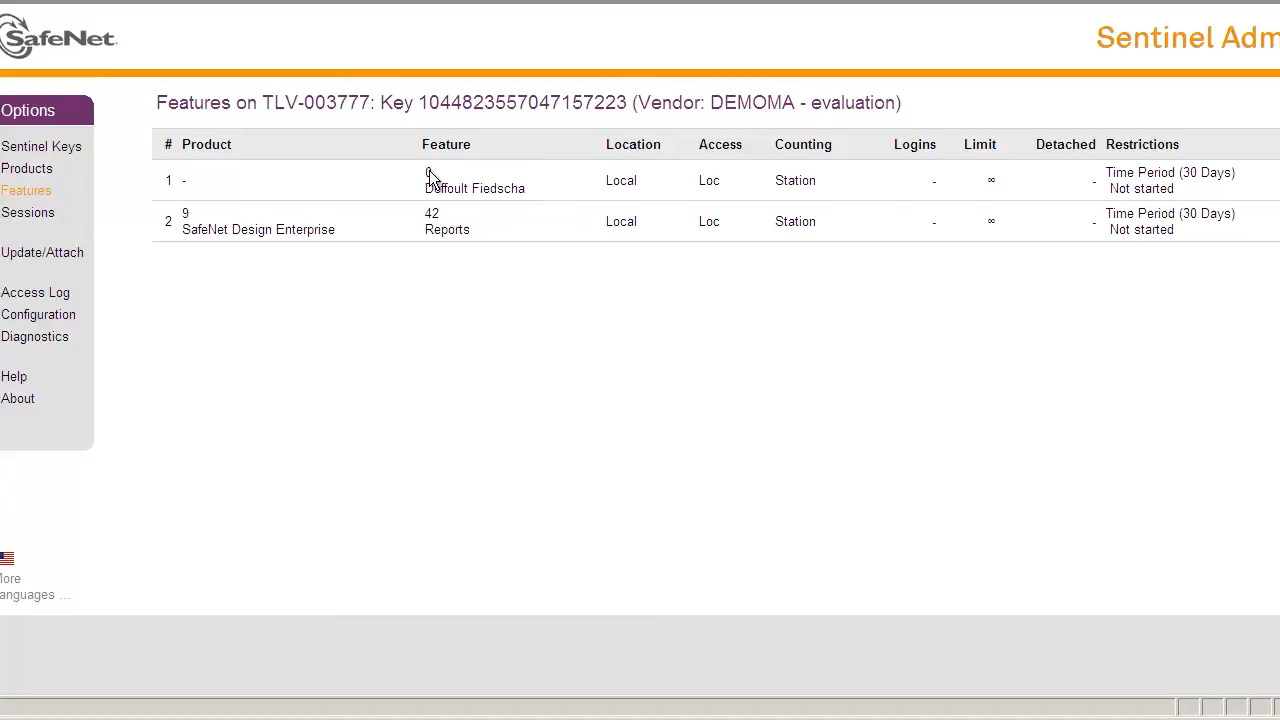 SafeNet.
Sentinel Adm
Options
Sentinel Keys
Products
Features
Sessions
Update/Attach
Access Log
Configuration
Diagnostics
Help
About
More
anguages ...
Features on TLV-003777: Key 1044823557047157223 (Vendor: DEMOMA - evaluation)
# Product Feature Location Access Counting Logins Limit Detached Restrictions
1 - Local Loc Station - ∞ - Time Period (30 Days)
Fiedscha Not started
2 9 42 Local Loc Station - ∞ - Time Period (30 Days)
SafeNet Design Enterprise Reports Not started